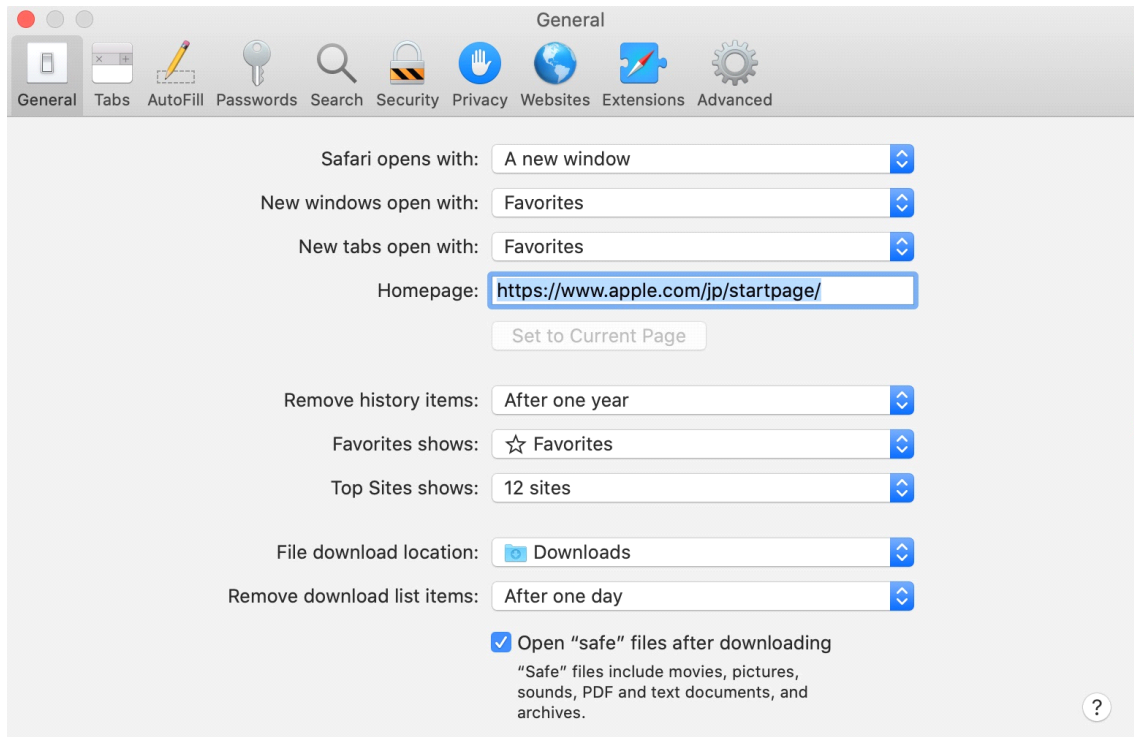 General
General Tabs AutoFill Passwords Search Security Privacy Websites Extensions Advanced
Safari opens with: A new window
New windows open with: Favorites
New tabs open with: Favorites
Homepage: https://www.apple.com/jp/startpage/
Set to Current Page
Remove history items: After one year
Favorites shows: Favorites
Top Sites shows: 12 sites
File download location: Downloads
Remove download list items: After one day
Open “safe” files after downloading
“Safe” files include movies, pictures,
sounds, PDF and text documents, and
archives.
?